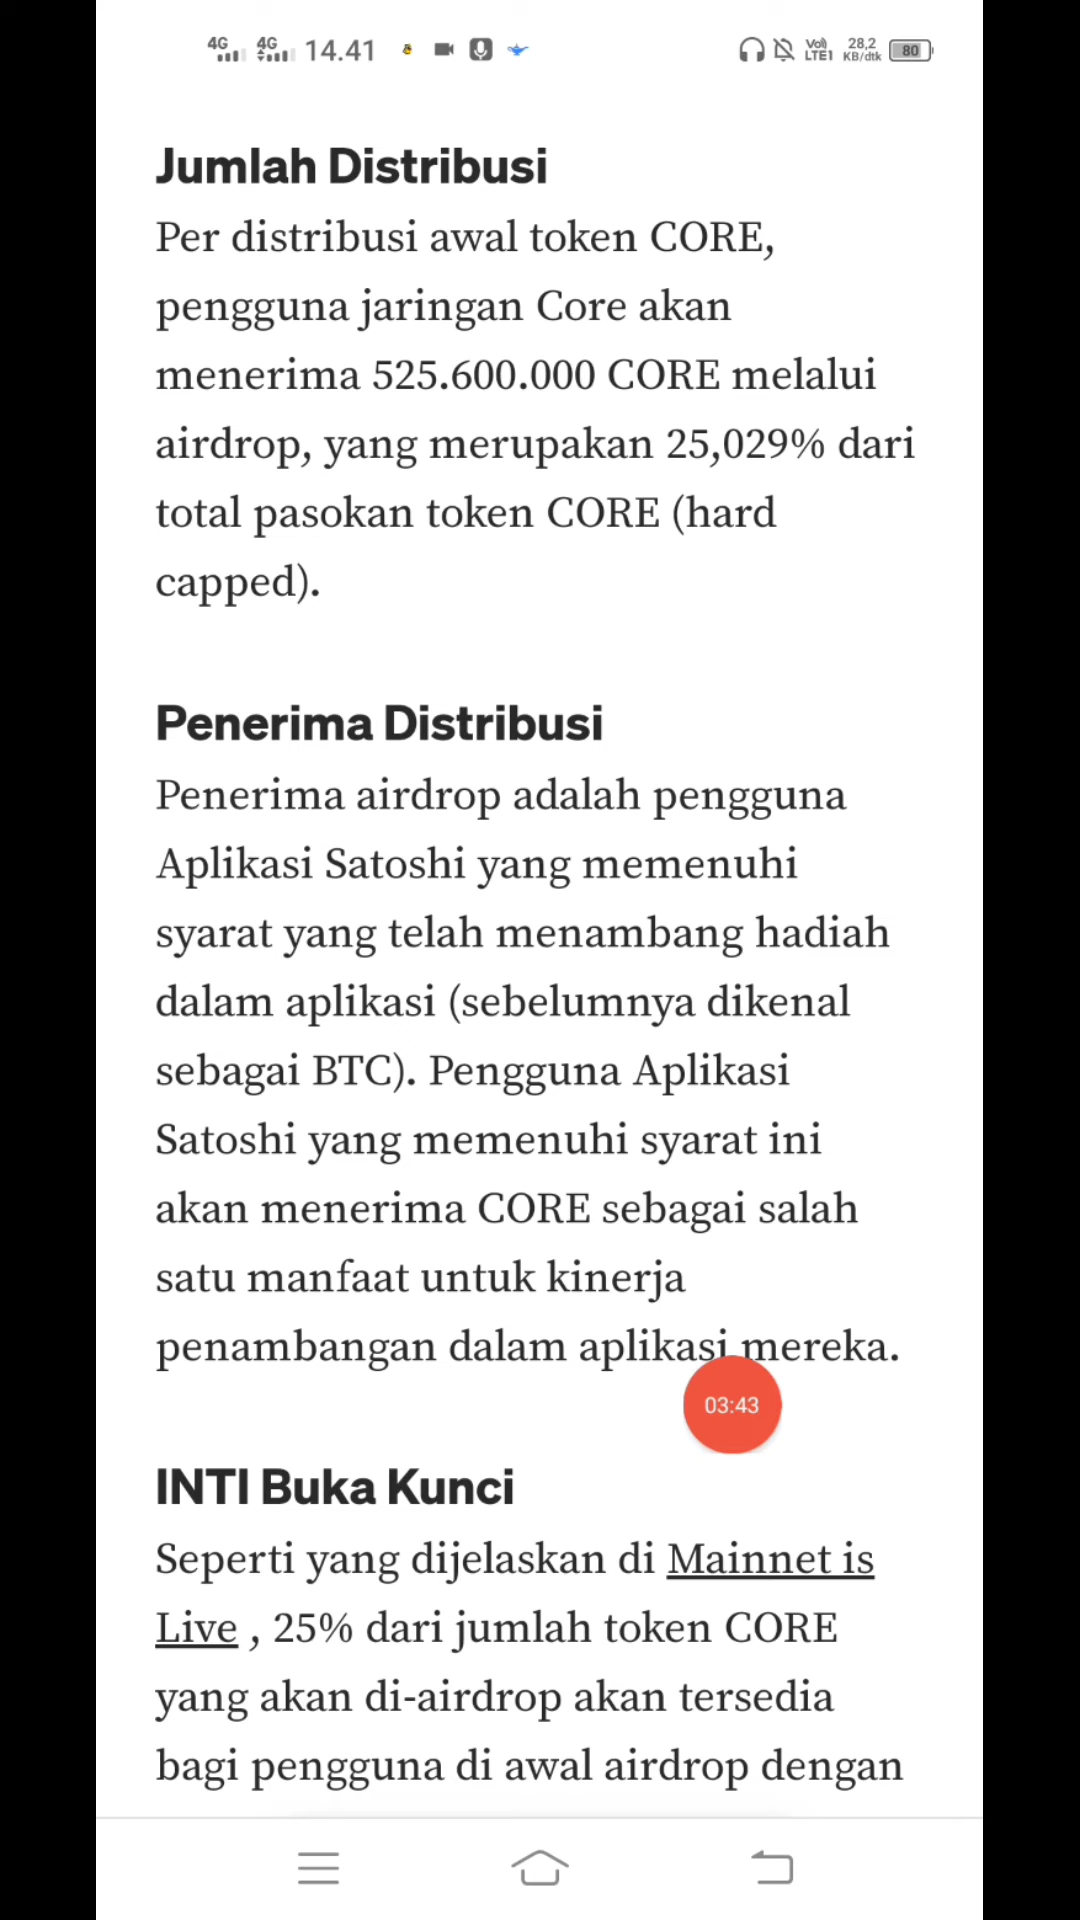 4G 4G 14.41 Vo) LTE1 28,2 KB/dtk 80
Jumlah Distribusi
Per distribusi awal token CORE,
pengguna jaringan Core akan
menerima 525.600.000 CORE melalui
airdrop, yang merupakan 25,029% dari
total pasokan token CORE (hard
capped).
Penerima Distribusi
Penerima airdrop adalah pengguna
Aplikasi Satoshi yang memenuhi
syarat yang telah menambang hadiah
dalam aplikasi (sebelumnya dikenal
sebagai BTC). Pengguna Aplikasi
Satoshi yang memenuhi syarat ini
akan menerima CORE sebagai salah
satu manfaat untuk kinerja
penambangan dalam aplikasi mereka.
03:43
INTI Buka Kunci
Seperti yang dijelaskan di Mainnet is
Live , 25% dari jumlah token CORE
yang akan di-airdrop akan tersedia
bagi pengguna di awal airdrop dengan